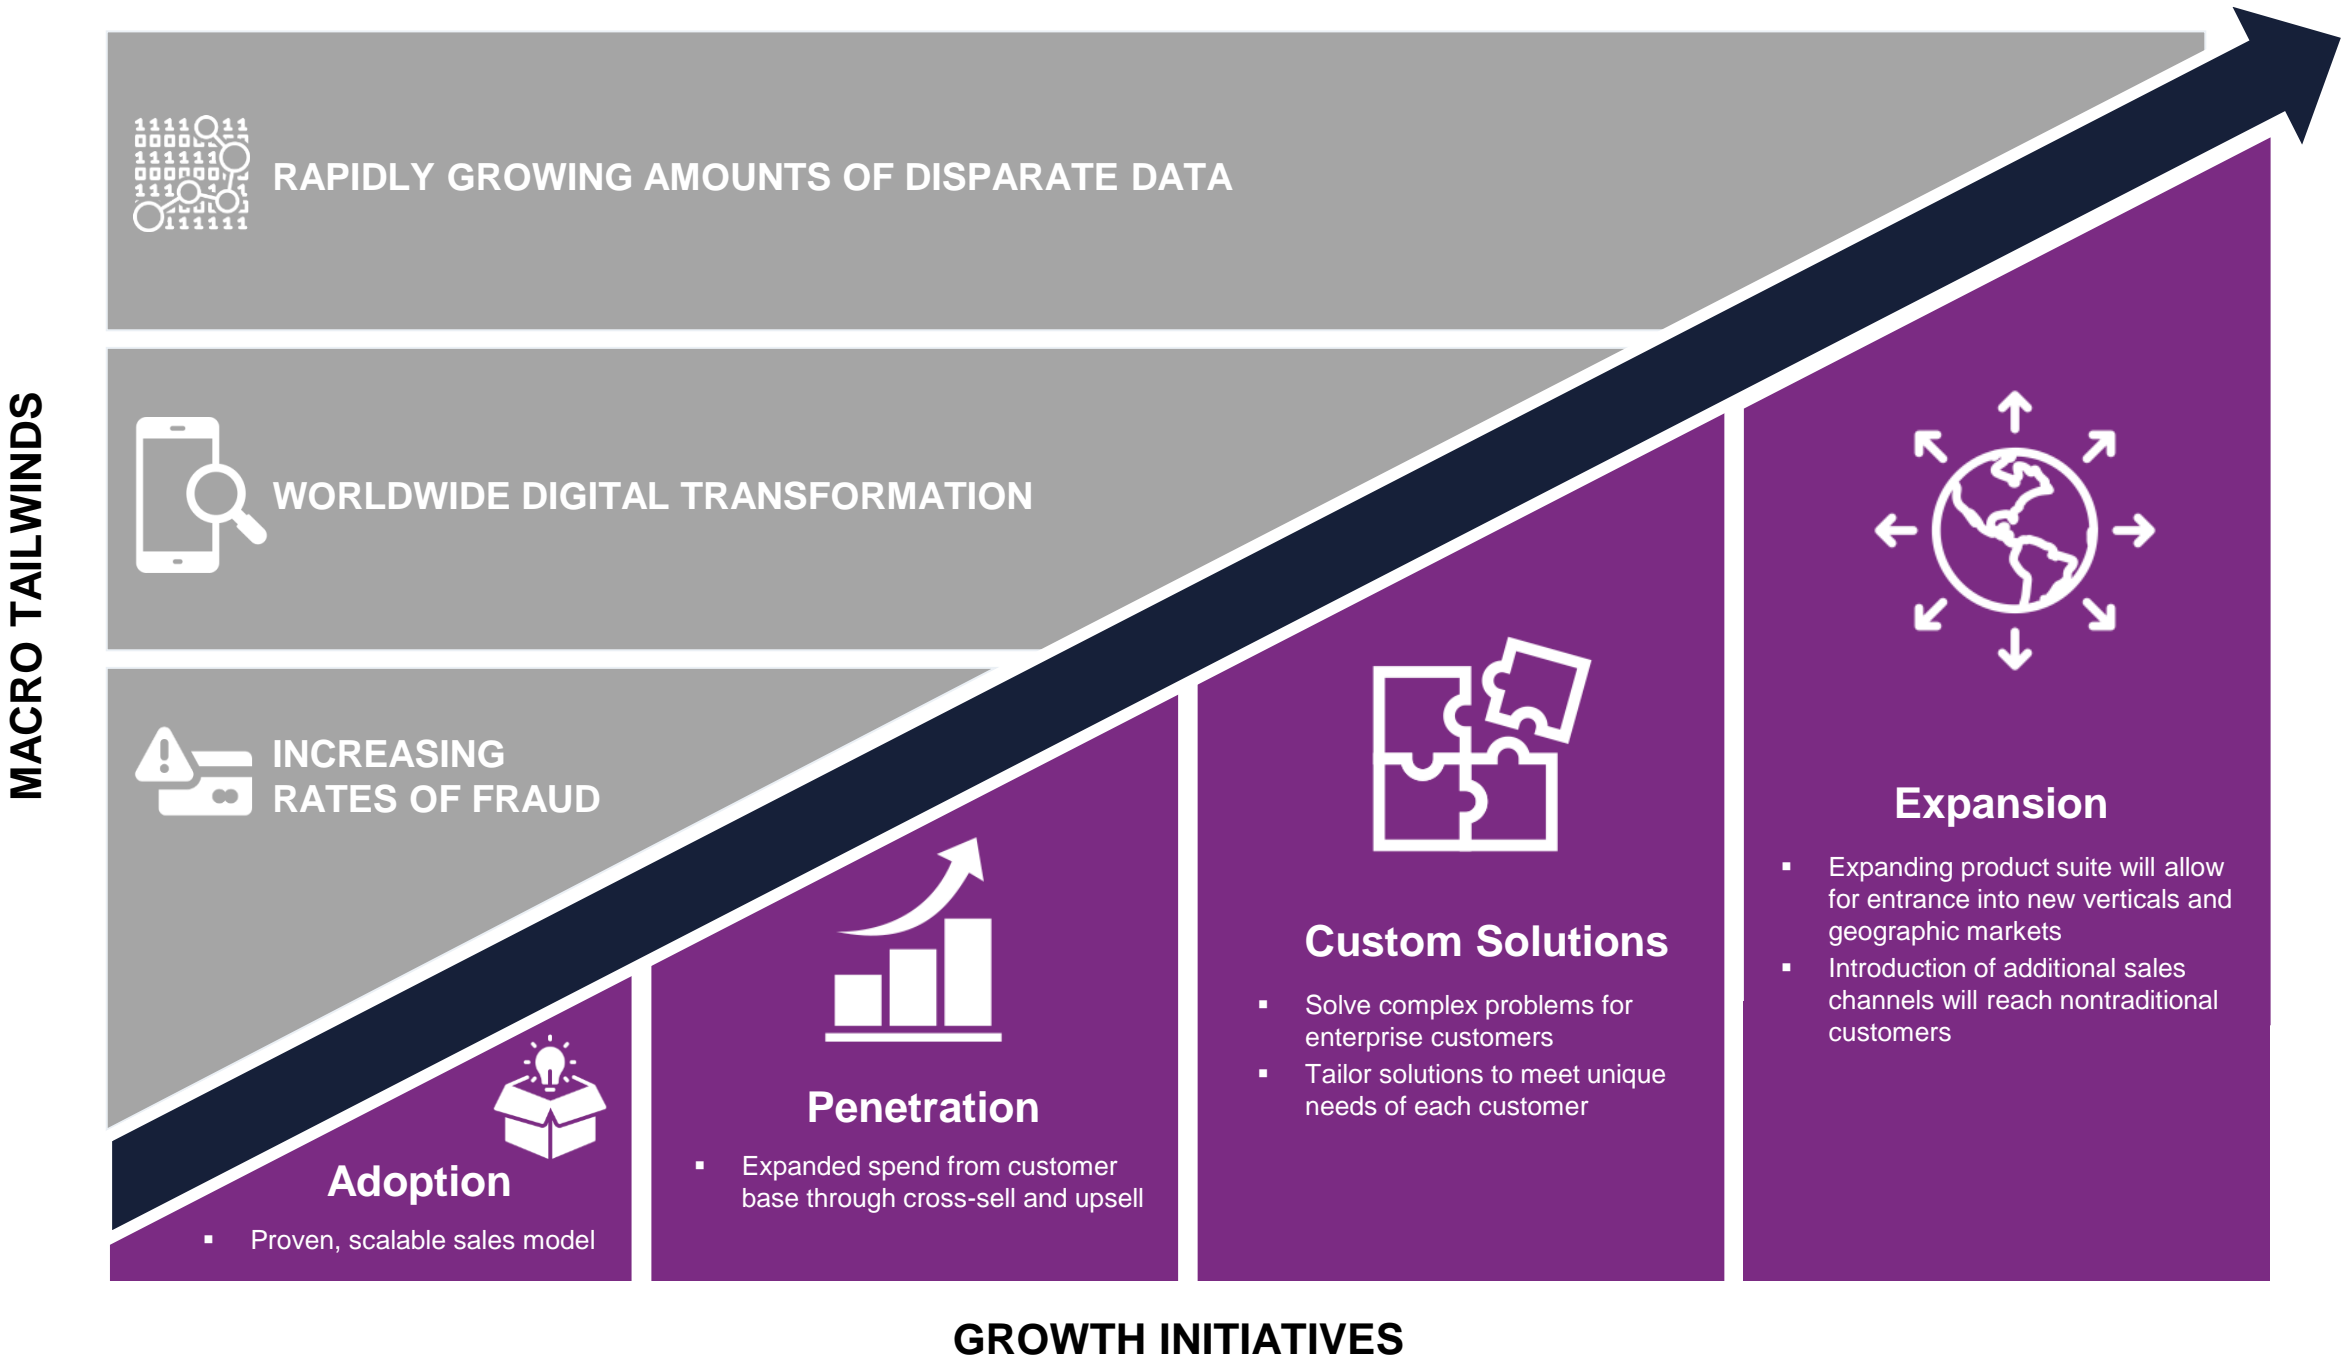 RAPIDLY GROWING AMOUNTS OF DISPARATE DATA
WORLDWIDE DIGITAL TRANSFORMATION
INCREASING
RATES OF FRAUD
MACRO TAILWINDS
Adoption
▪ Proven, scalable sales model
Penetration
▪ Expanded spend from customer
base through cross-sell and upsell
Custom Solutions
▪ Solve complex problems for
enterprise customers
▪ Tailor solutions to meet unique
needs of each customer
Expansion
▪ Expanding product suite will allow
for entrance into new verticals and
geographic markets
▪ Introduction of additional sales
channels will reach nontraditional
customers
GROWTH INITIATIVES